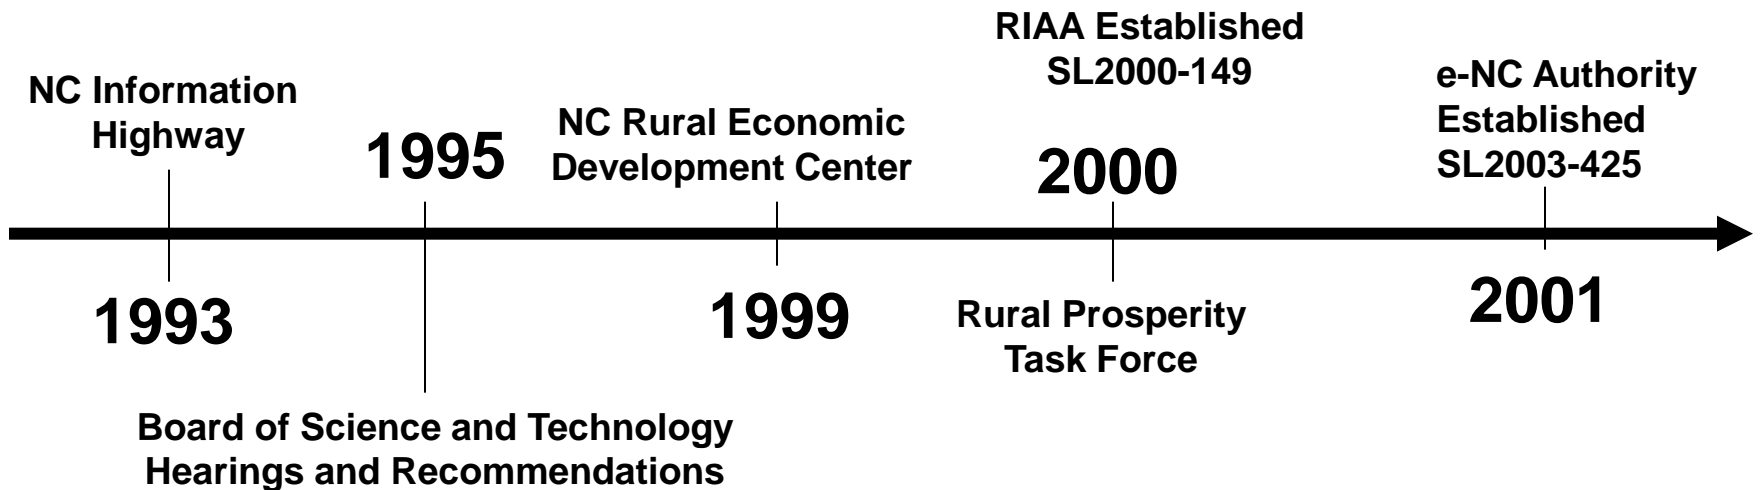 NC Information
Highway
1993
1995
Board of Science and Technology
Hearings and Recommendations
NC Rural Economic
Development Center
1999
RIAA Established
SL2000-149
2000
Rural Prosperity
Task Force
e-NC Authority
Established
SL2003-425
2001